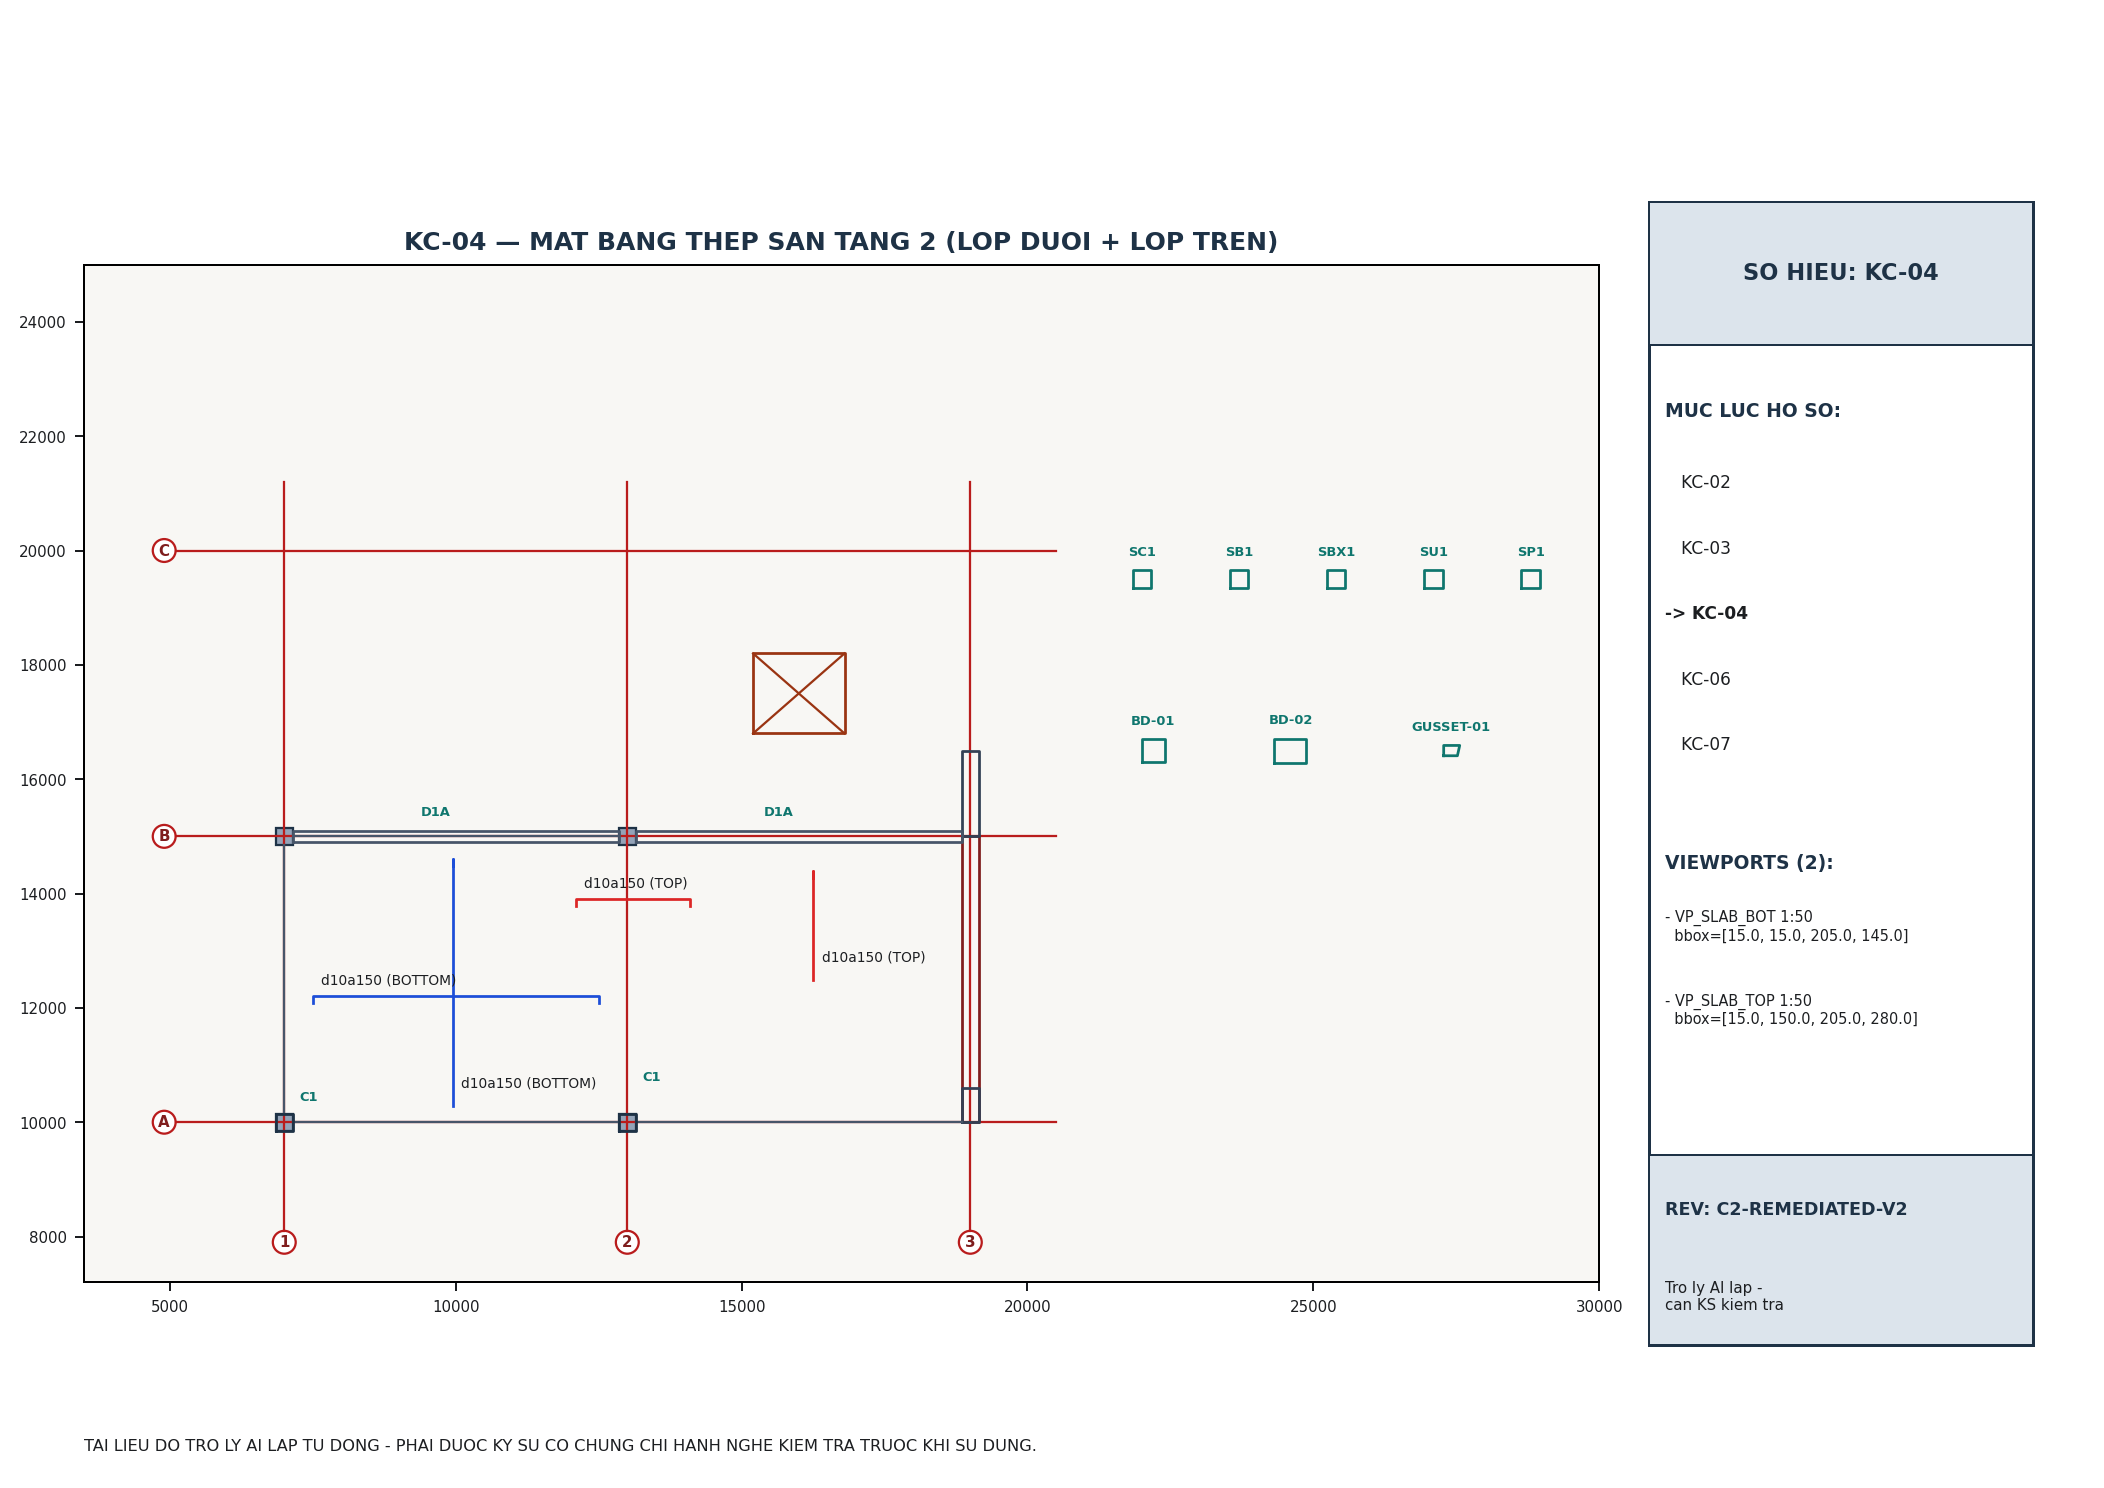 KC-04 — MAT BANG THEP SAN TANG 2 (LOP DUOI + LOP TREN)
24000
22000
20000
18000
16000
14000
12000
10000
8000
5000
10000
15000
20000
25000
30000
C
B
A
1
2
3
SC1
SB1
SBX1
SU1
SP1
BD-01
BD-02
GUSSET-01
D1A
D1A
d10a150 (TOP)
d10a150 (TOP)
d10a150 (BOTTOM)
d10a150 (BOTTOM)
C1
C1
SO HIEU: KC-04
MUC LUC HO SO:
KC-02
KC-03
-> KC-04
KC-06
KC-07
VIEWPORTS (2):
- VP_SLAB_BOT 1:50
bbox=[15.0, 15.0, 205.0, 145.0]
- VP_SLAB_TOP 1:50
bbox=[15.0, 150.0, 205.0, 280.0]
REV: C2-REMEDIATED-V2
Tro ly AI lap -
can KS kiem tra
TAI LIEU DO TRO LY AI LAP TU DONG - PHAI DUOC KY SU CO CHUNG CHI HANH NGHE KIEM TRA TRUOC KHI SU DUNG.